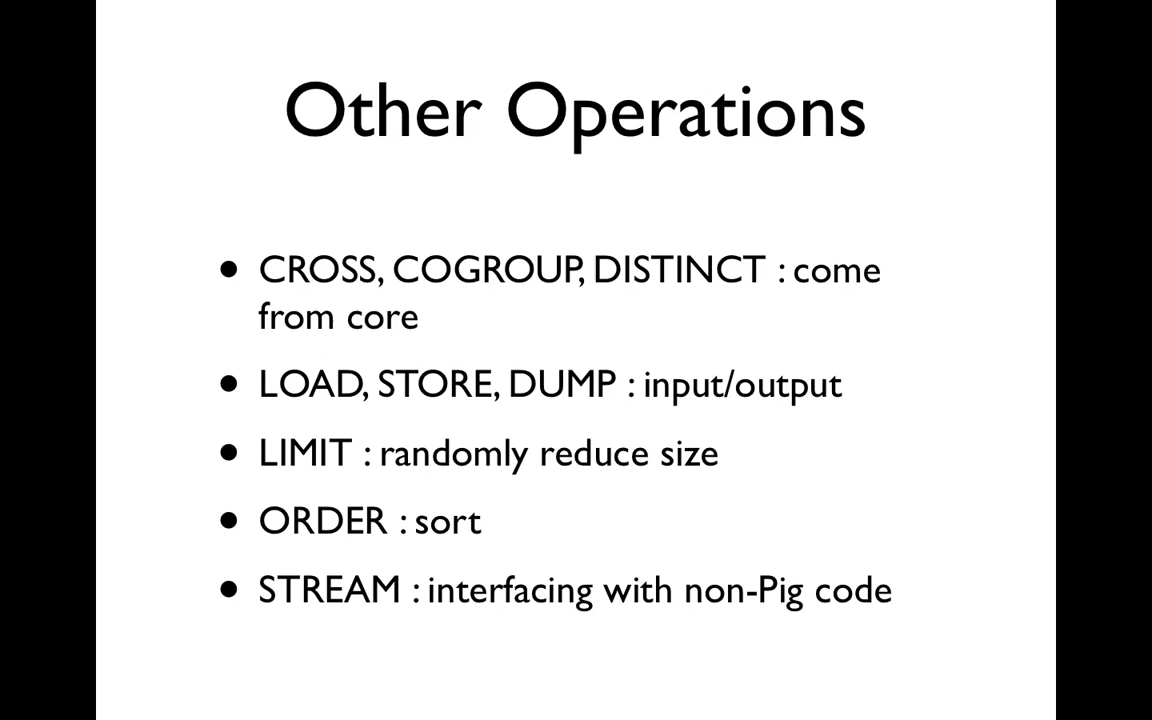 Other Operations
• CROSS, COGROUP, DISTINCT : come
from core
• LOAD, STORE, DUMP : input/output
• LIMIT : randomly reduce size
• ORDER : sort
• STREAM : interfacing with non-Pig code